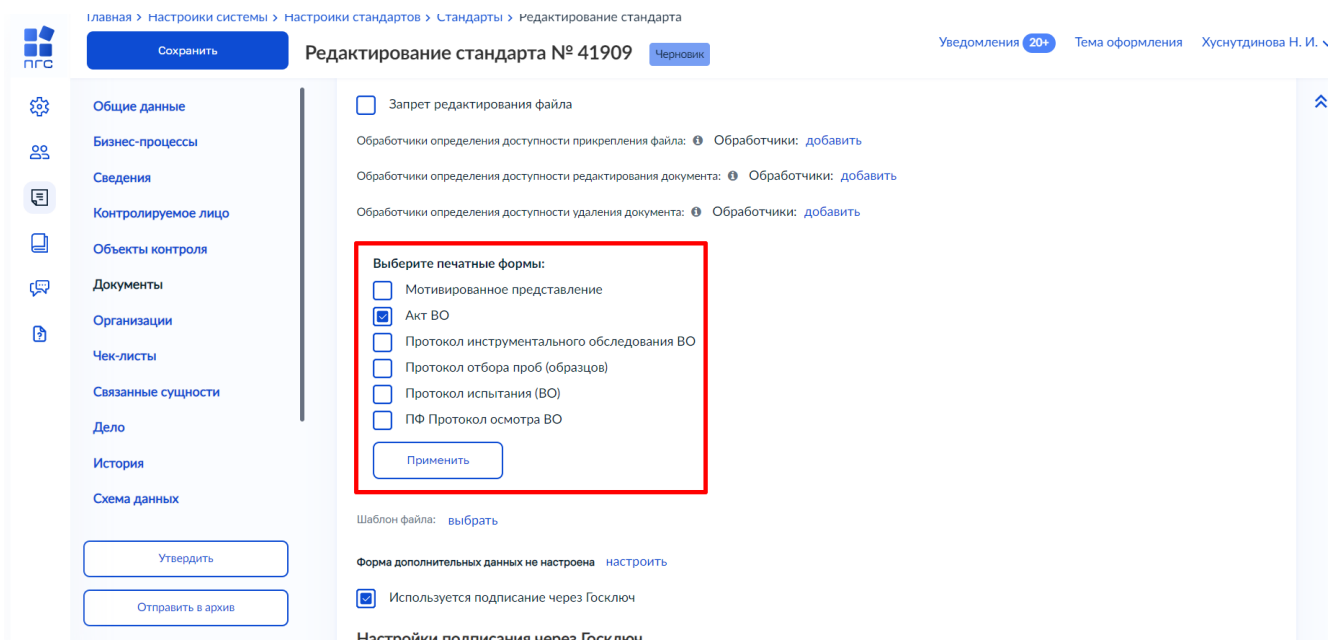 Главная > Настройки системы > Настройки стандартов > Стандарты > Редактирование стандарта
ПГС
Сохранить
Редактирование стандарта № 41909
Черновик
Уведомления 20+
Тема оформления
Хуснутдинова Н. И.
Общие данные
Бизнес-процессы
Сведения
Контролируемое лицо
Объекты контроля
Документы
Организации
Чек-листы
Связанные сущности
Дело
История
Схема данных
Утвердить
Отправить в архив
Запрет редактирования файла
Обработчики определения доступности прикрепления файла: Обработчики: добавить
Обработчики определения доступности редактирования документа: Обработчики: добавить
Обработчики определения доступности удаления документа: Обработчики: добавить
Выберите печатные формы:
Мотивированное представление
Акт ВО
Протокол инструментального обследования ВО
Протокол отбора проб (образцов)
Протокол испытания (ВО)
ПФ Протокол осмотра ВО
Применить
Шаблон файла: выбрать
Форма дополнительных данных не настроена настроить
Используется подписание через Госключ
Настройки подписания через Госключ